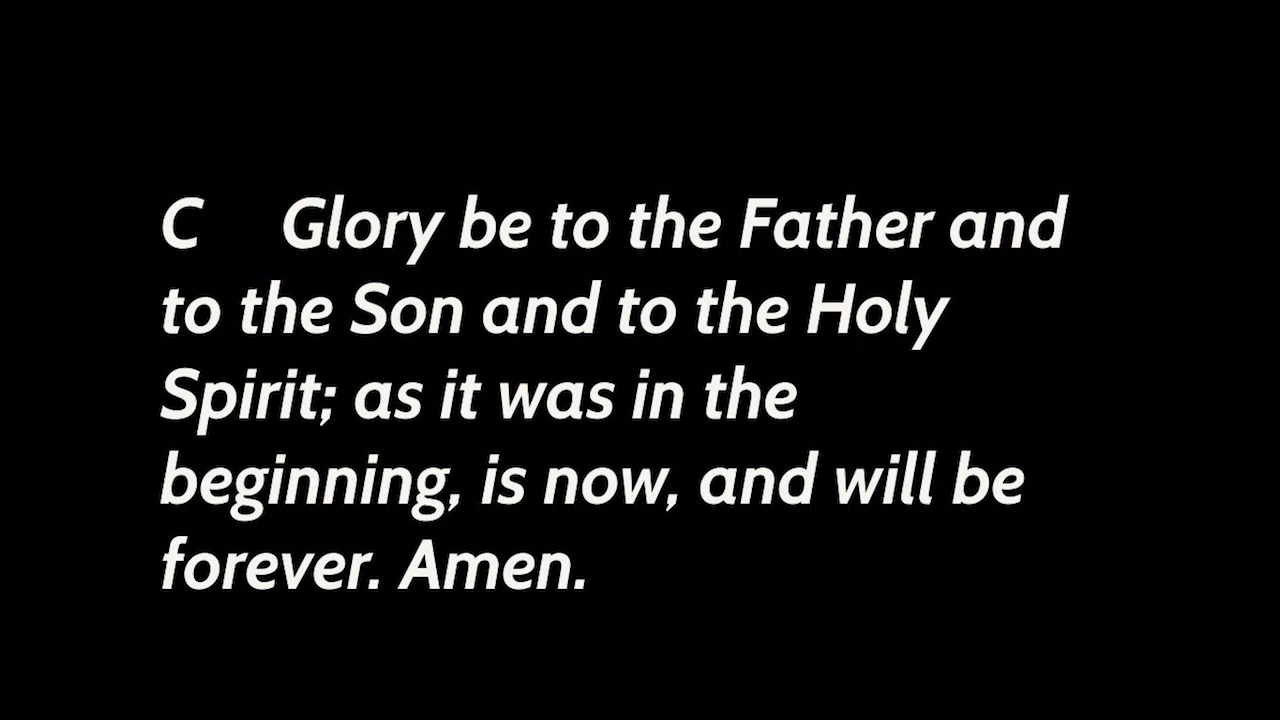 C Glory be to the Father and
to the Son and to the Holy
Spirit; as it was in the
beginning, is now, and will be
forever. Amen.